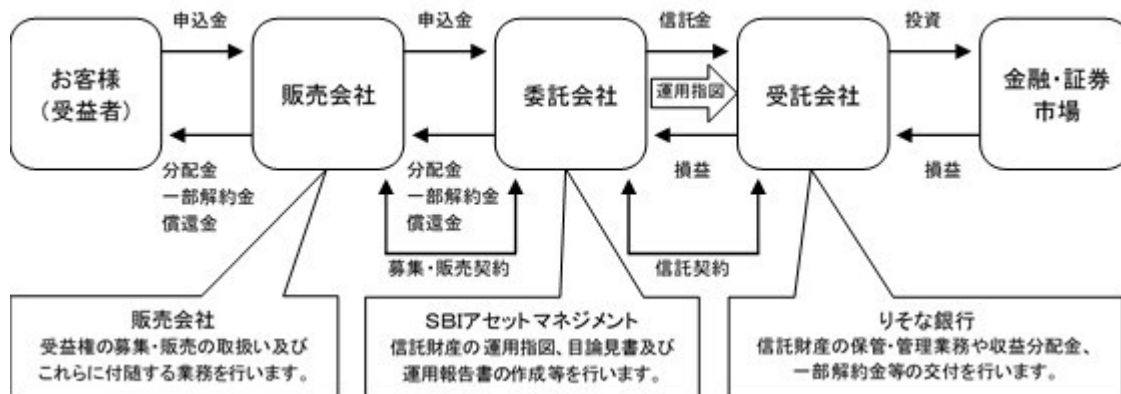 申込金
申込金
信託金
投資
お客様
(受益者)
販売会社
委託会社
運用指図
受託会社
金融・証券
市場
分配金
一部解約金
償還金
分配金
一部解約金
償還金
損益
損益
募集・販売契約
信託契約
販売会社
受益権の募集・販売の取扱い及び
これらに付随する業務を行います。
SBIアセットマネジメント
信託財産の運用指図、目論見書及び
運用報告書の作成等を行います。
りそな銀行
信託財産の保管・管理業務や収益分配金、
一部解約金等の交付を行います。